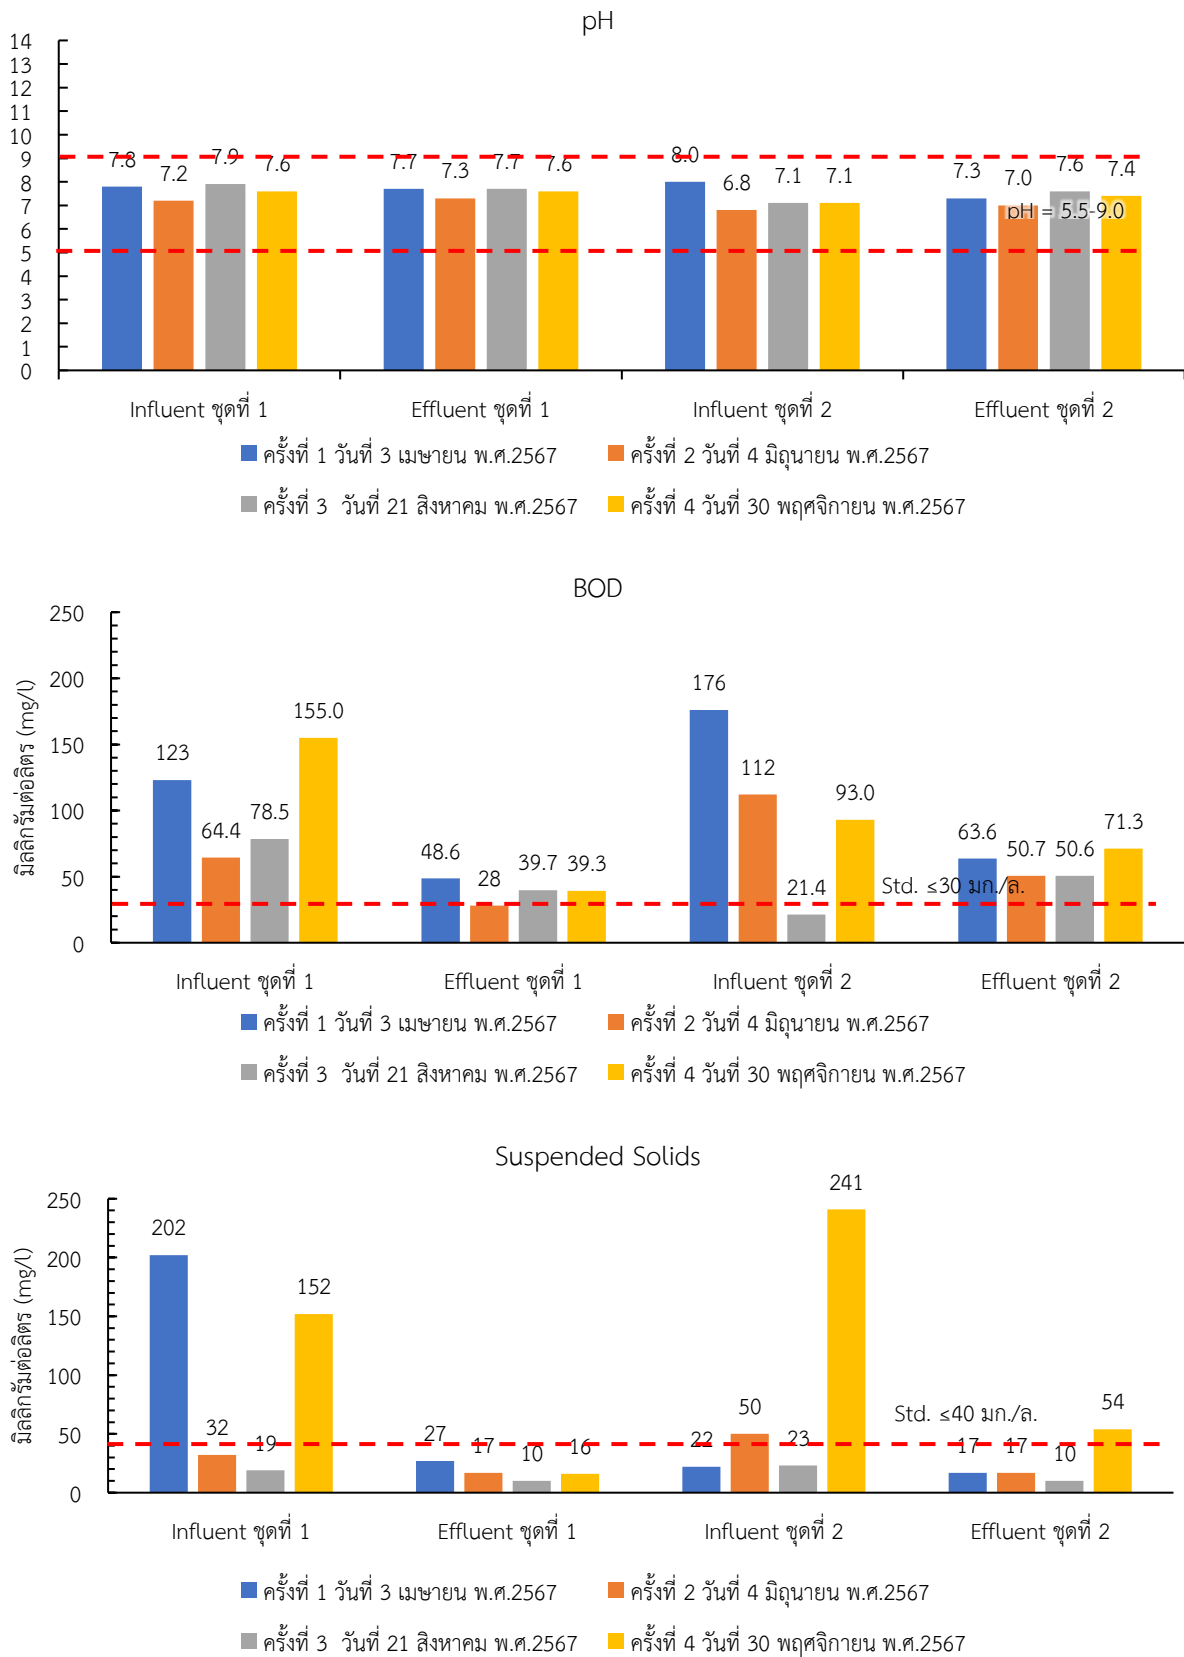 pH
14
13
12
11
10
9
8
7
6
5
4
3
2
1
0
7.8 7.2 7.9 7.6 7.7 7.3 7.7 7.6 8.0 6.8 7.1 7.1 7.3 7.0 7.6 7.4
pH = 5.5-9.0
Influent ชุดที่ 1 Effluent ชุดที่ 1 Influent ชุดที่ 2 Effluent ชุดที่ 2
ครั้งที่ 1 วันที่ 3 เมษายน พ.ศ.2567 ครั้งที่ 2 วันที่ 4 มิถุนายน พ.ศ.2567
ครั้งที่ 3 วันที่ 21 สิงหาคม พ.ศ.2567 ครั้งที่ 4 วันที่ 30 พฤศจิกายน พ.ศ.2567
BOD
มิลลิกรัมต่อลิตร (mg/l)
250
200
150
100
50
0
123 64.4 78.5 155.0 48.6 28 39.7 39.3 176 112 21.4 93.0 63.6 50.7 50.6 71.3
Std. ≤30 มก./ล.
Influent ชุดที่ 1 Effluent ชุดที่ 1 Influent ชุดที่ 2 Effluent ชุดที่ 2
ครั้งที่ 1 วันที่ 3 เมษายน พ.ศ.2567 ครั้งที่ 2 วันที่ 4 มิถุนายน พ.ศ.2567
ครั้งที่ 3 วันที่ 21 สิงหาคม พ.ศ.2567 ครั้งที่ 4 วันที่ 30 พฤศจิกายน พ.ศ.2567
Suspended Solids
มิลลิกรัมต่อลิตร (mg/l)
250
200
150
100
50
0
202 32 19 152 27 17 10 16 22 50 23 241 17 17 10 54
Std. ≤40 มก./ล.
Influent ชุดที่ 1 Effluent ชุดที่ 1 Influent ชุดที่ 2 Effluent ชุดที่ 2
ครั้งที่ 1 วันที่ 3 เมษายน พ.ศ.2567 ครั้งที่ 2 วันที่ 4 มิถุนายน พ.ศ.2567
ครั้งที่ 3 วันที่ 21 สิงหาคม พ.ศ.2567 ครั้งที่ 4 วันที่ 30 พฤศจิกายน พ.ศ.2567